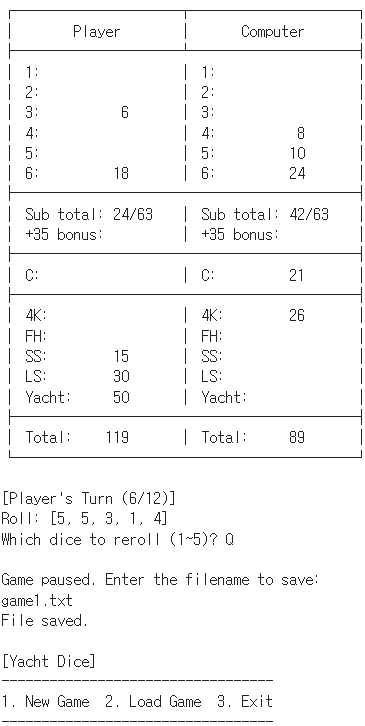 Player Computer
1: 1:
2: 2:
3: 6 3:
4: 4: 8
5: 5: 10
6: 18 6: 24
Sub total: 24/63 Sub total: 42/63
+35 bonus: +35 bonus:
C: C: 21
4K: 4K: 26
FH: FH:
SS: 15 SS:
LS: 30 LS:
Yacht: 50 Yacht:
Total: 119 Total: 89
[Player's Turn (6/12)]
Roll: [5, 5, 3, 1, 4]
Which dice to reroll (1~5)? Q
Game paused. Enter the filename to save:
game1.txt
File saved.
[Yacht Dice]
---------------------------------
1. New Game 2. Load Game 3. Exit
---------------------------------